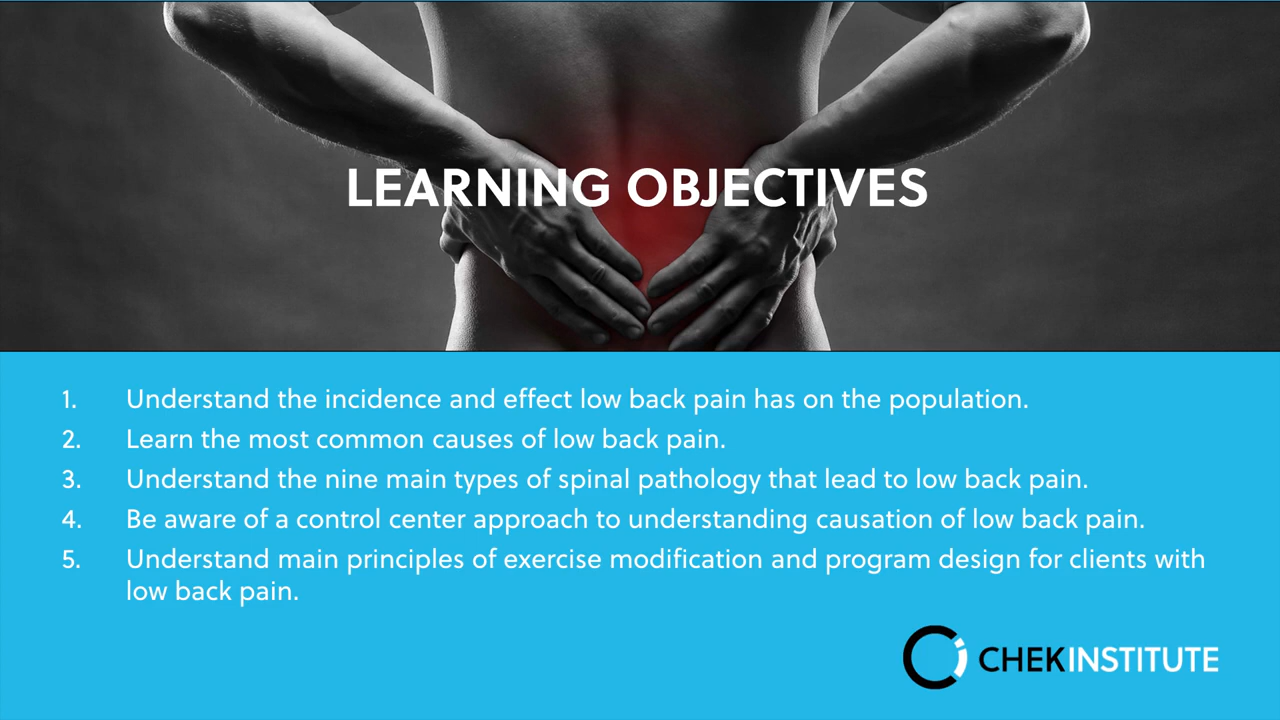 LEARNING OBJECTIVES
1. Understand the incidence and effect low back pain has on the population.
2. Learn the most common causes of low back pain.
3. Understand the nine main types of spinal pathology that lead to low back pain.
4. Be aware of a control center approach to understanding causation of low back pain.
5. Understand main principles of exercise modification and program design for clients with
low back pain.
CHEKINSTITUTE